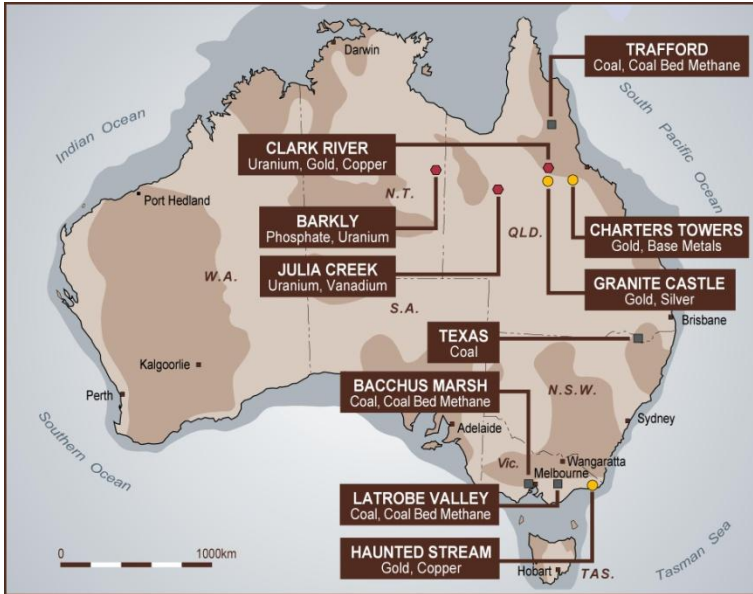 Darwin
TRAFFORD
Coal, Coal Bed Methane
Indian Ocean
South Pacific Ocean
CLARK RIVER
Uranium, Gold, Copper
Port Hedland
N.T.
BARKLY
Phosphate, Uranium
QLD.
CHARTERS TOWERS
Gold, Base Metals
JULIA CREEK
Uranium, Vanadium
W.A.
GRANITE CASTLE
Gold, Silver
S.A.
Brisbane
TEXAS
Coal
Kalgoorlie
BACCHUS MARSH
Coal, Coal Bed Methane
N.S.W.
Perth
Sydney
Adelaide
Southern Ocean
Vic.
Wangaratta
Melbourne
LATROBE VALLEY
Coal, Coal Bed Methane
Tasman Sea
HAUNTED STREAM
Gold, Copper
0
1000km
Hobart
TAS.